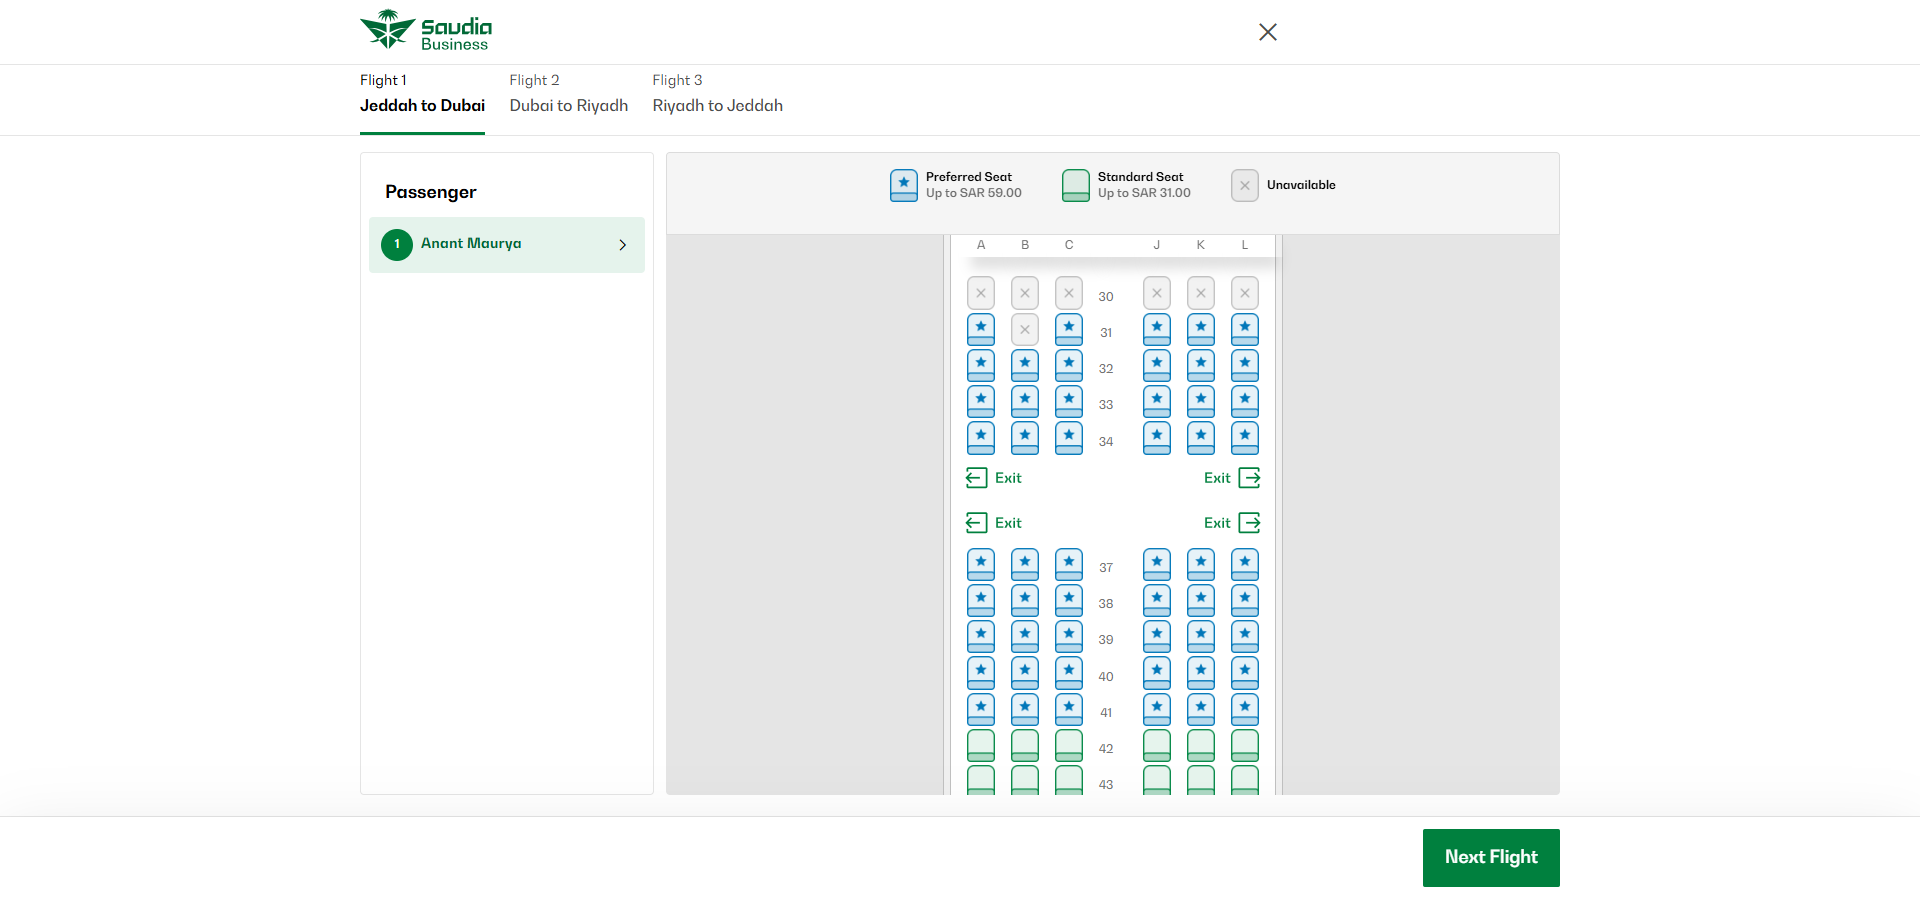 Saudia
Business
Flight 1
Jeddah to Dubai
Flight 2
Dubai to Riyadh
Flight 3
Riyadh to Jeddah
Passenger
1 Anant Maurya
Preferred Seat
Up to SAR 59.00
Standard Seat
Up to SAR 31.00
Unavailable
A B C J K L
30
31
32
33
34
Exit Exit
Exit Exit
37
38
39
40
41
42
43
Next Flight